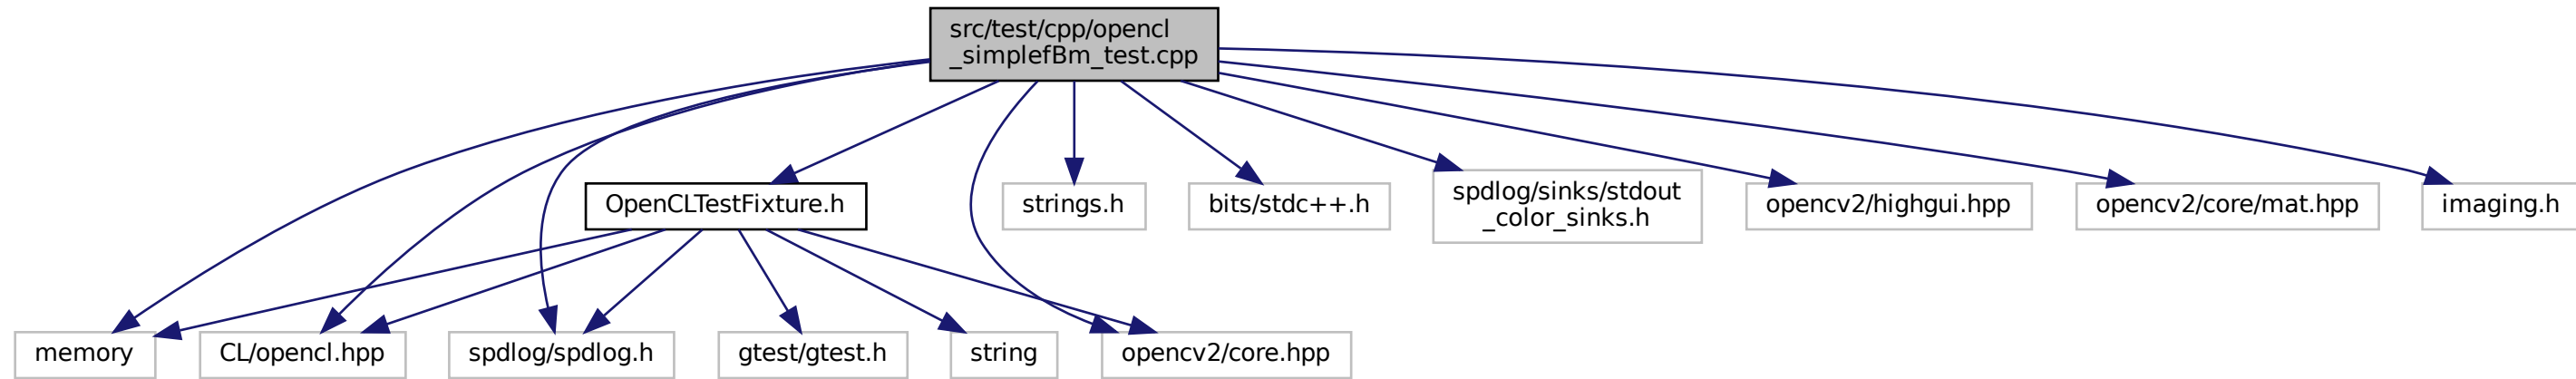 src/test/cpp/opencl
_simplefBm_test.cpp
OpenCLTestFixture.h
strings.h
bits/stdc++.h
spdlog/sinks/stdout
_color_sinks.h
opencv2/highgui.hpp
opencv2/core/mat.hpp
imaging.h
memory
CL/opencl.hpp
spdlog/spdlog.h
gtest/gtest.h
string
opencv2/core.hpp